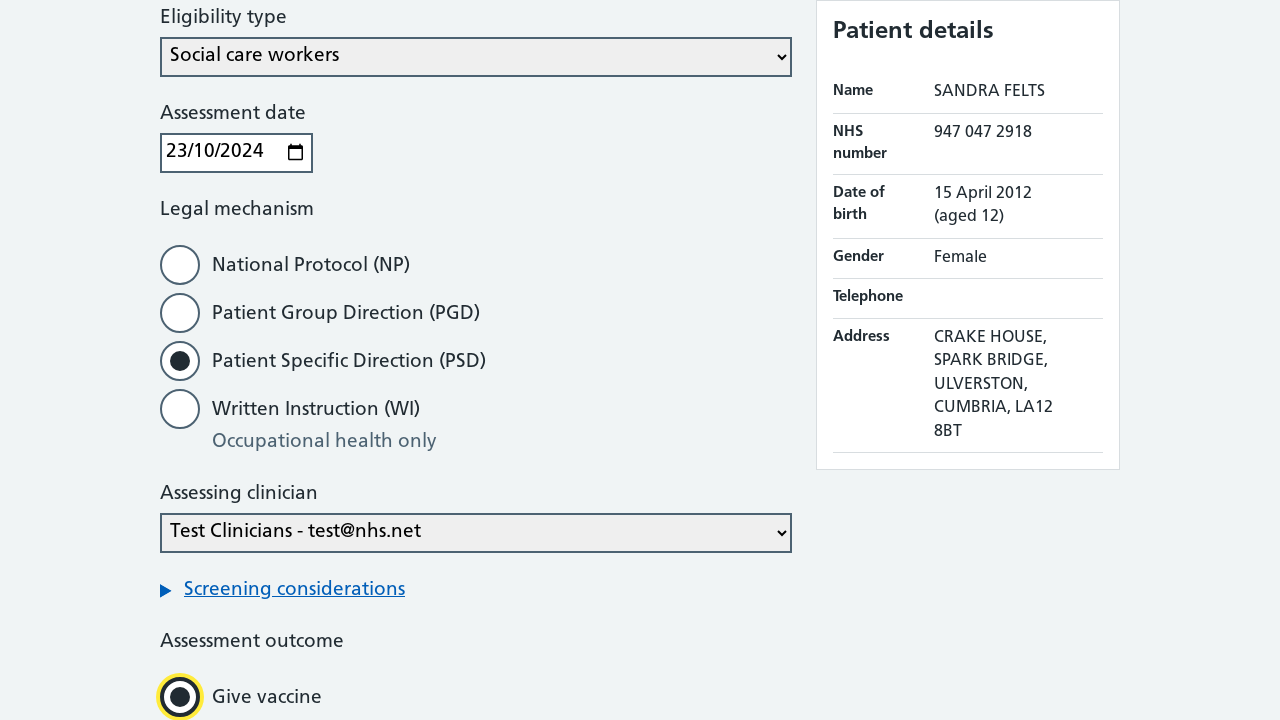 Eligibility type
Social care workers
Assessment date
23/10/2024
Legal mechanism
National Protocol (NP)
Patient Group Direction (PGD)
Patient Specific Direction (PSD)
Written Instruction (WI)
Occupational health only
Assessing clinician
Test Clinicians - test@nhs.net
Screening considerations
Assessment outcome
Give vaccine
Patient details
Name SANDRA FELTS
NHS number 947 047 2918
Date of birth 15 April 2012 (aged 12)
Gender Female
Telephone
Address CRAKE HOUSE,
SPARK BRIDGE,
ULVERSTON,
CUMBRIA, LA12
8BT